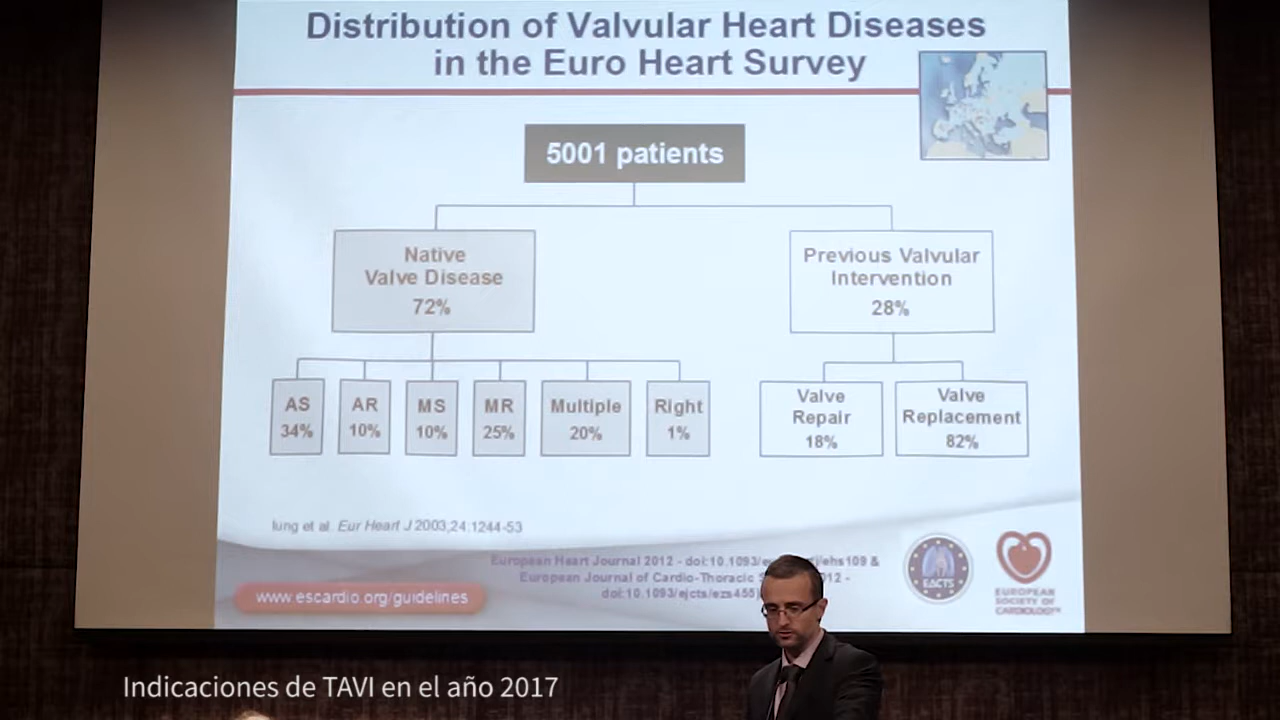 Distribution of Valvular Heart Diseases
in the Euro Heart Survey
5001 patients
Native
Valve Disease
72%
Previous Valvular
Intervention
28%
AS
34%
AR
10%
MS
10%
MR
25%
Multiple
20%
Right
1%
Valve
Repair
18%
Valve
Replacement
82%
Iung et al. Eur Heart J 2003;24:1244-53
European Heart Journal 2012 - doi:10.1093/ /ehs109 &
European Journal of Cardio-Thoracic 12 -
doi:10.1093/ejcts/ezs455
www.escardio.org/guidelines
EACTS
EUROPEAN
SOCIETY OF
CARDIOLOGY
Indicaciones de TAVI en el año 2017